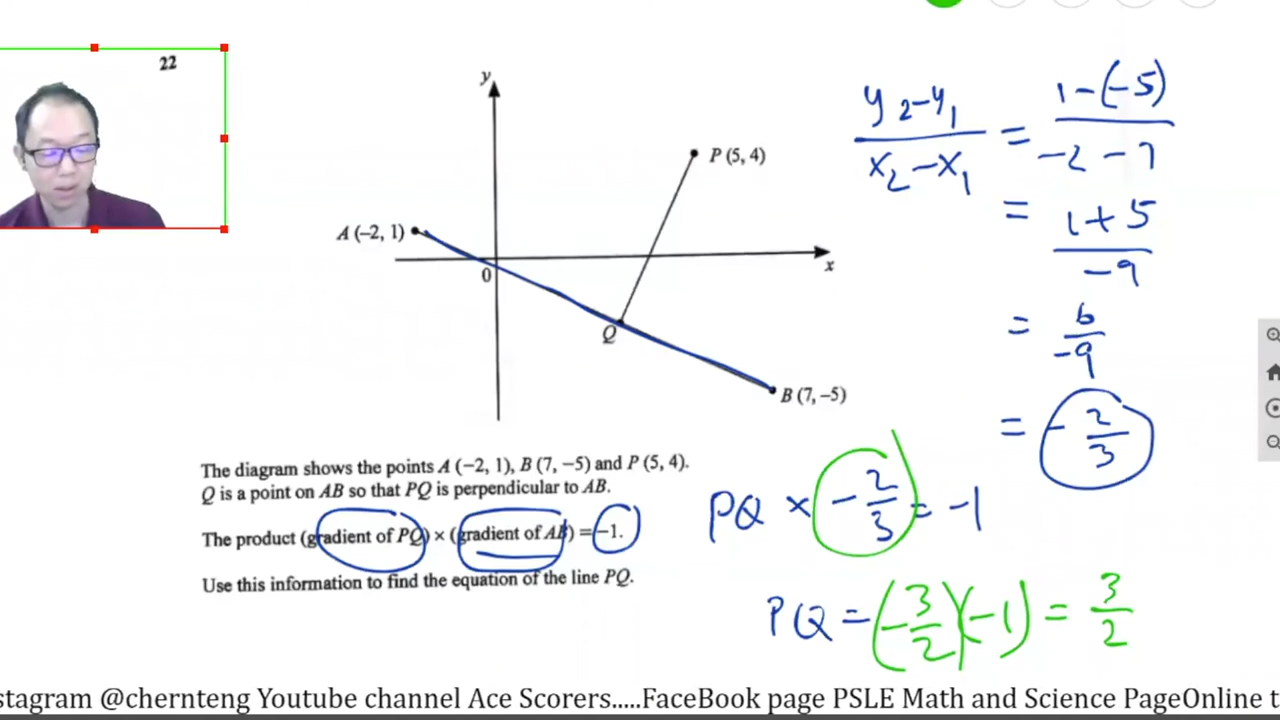 22
y
P (5, 4)
A (−2, 1)
0
x
Q
B (7, −5)
The diagram shows the points A (−2, 1), B (7, −5) and P (5, 4).
Q is a point on AB so that PQ is perpendicular to AB.
The product (gradient of PQ) × (gradient of AB) = −1.
Use this information to find the equation of the line PQ.
y₂−y₁ / x₂−x₁ = 1−(−5) / −2−7
= 1+5 / −9
= 6 / −9
= −2/3
PQ × −2/3 = −1
PQ = (−3/2)(−1) = 3/2
stagram @chernteng Youtube channel Ace Scorers.....FaceBook page PSLE Math and Science PageOnline t